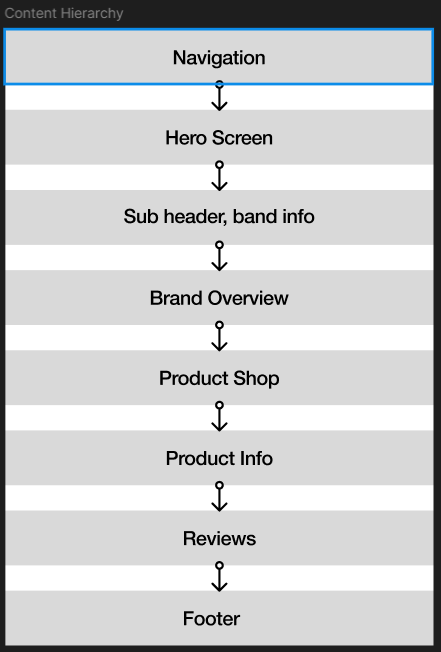 Content Hierarchy
Navigation
Hero Screen
Sub header, band info
Brand Overview
Product Shop
Product Info
Reviews
Footer